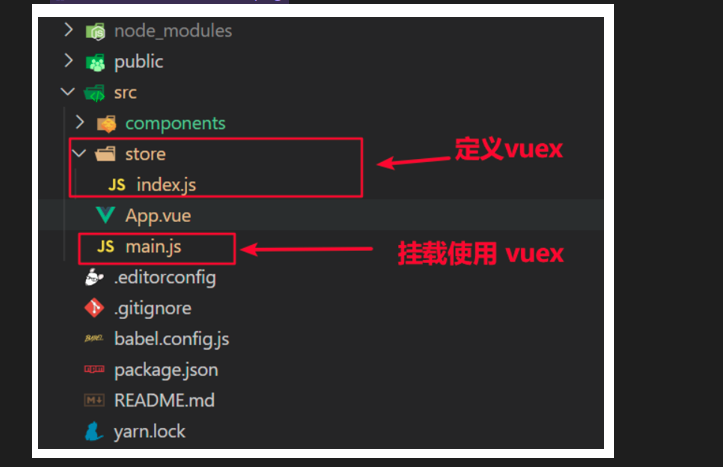 node_modules
public
src
components
store
定义vuex
JS index.js
App.vue
JS main.js
挂载使用 vuex
.editorconfig
.gitignore
babel.config.js
package.json
M↓ README.md
yarn.lock